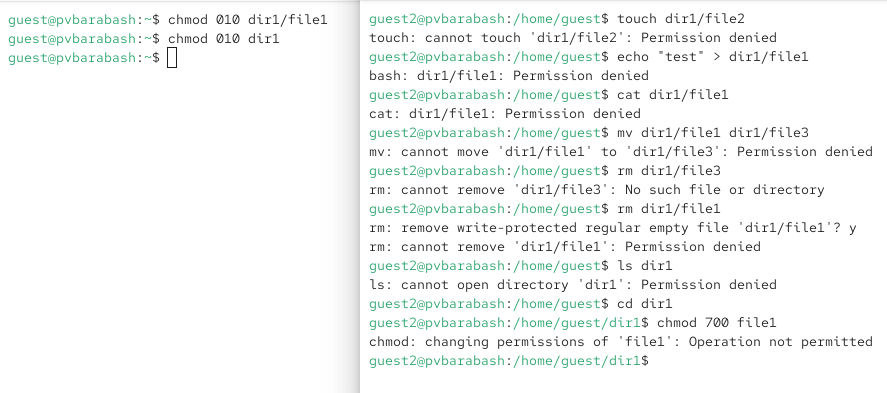 guest@pvbarabash:~$ chmod 010 dir1/file1
guest@pvbarabash:~$ chmod 010 dir1
guest@pvbarabash:~$
guest2@pvbarabash:/home/guest$ touch dir1/file2
touch: cannot touch 'dir1/file2': Permission denied
guest2@pvbarabash:/home/guest$ echo "test" > dir1/file1
bash: dir1/file1: Permission denied
guest2@pvbarabash:/home/guest$ cat dir1/file1
cat: dir1/file1: Permission denied
guest2@pvbarabash:/home/guest$ mv dir1/file1 dir1/file3
mv: cannot move 'dir1/file1' to 'dir1/file3': Permission denied
guest2@pvbarabash:/home/guest$ rm dir1/file3
rm: cannot remove 'dir1/file3': No such file or directory
guest2@pvbarabash:/home/guest$ rm dir1/file1
rm: remove write-protected regular empty file 'dir1/file1'? y
rm: cannot remove 'dir1/file1': Permission denied
guest2@pvbarabash:/home/guest$ ls dir1
ls: cannot open directory 'dir1': Permission denied
guest2@pvbarabash:/home/guest$ cd dir1
guest2@pvbarabash:/home/guest/dir1$ chmod 700 file1
chmod: changing permissions of 'file1': Operation not permitted
guest2@pvbarabash:/home/guest/dir1$